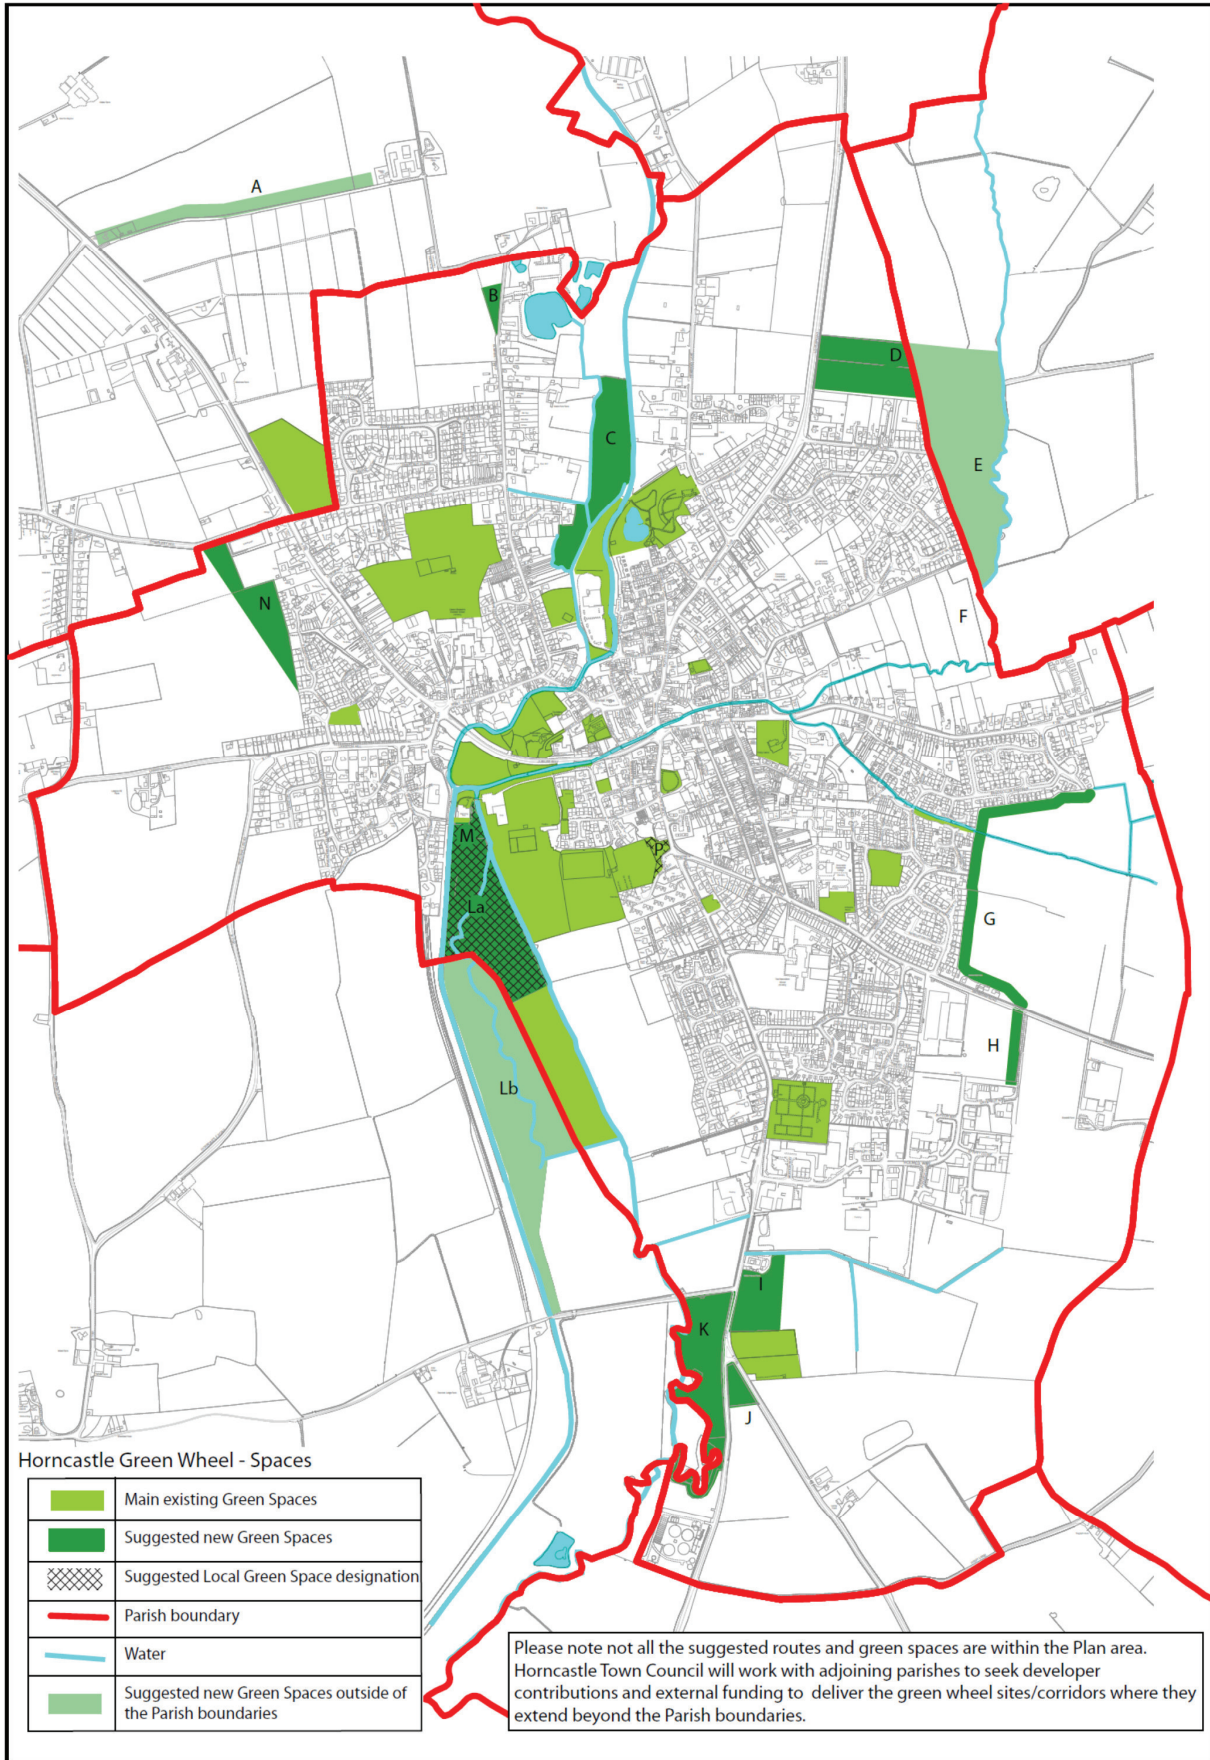 A
B
C
D
E
F
N
M
P
La
G
H
Lb
I
K
J
Horncastle Green Wheel - Spaces
Main existing Green Spaces
Suggested new Green Spaces
Suggested Local Green Space designation
Parish boundary
Water
Suggested new Green Spaces outside of
the Parish boundaries
Please note not all the suggested routes and green spaces are within the Plan area.
Horncastle Town Council will work with adjoining parishes to seek developer
contributions and external funding to deliver the green wheel sites/corridors where they
extend beyond the Parish boundaries.